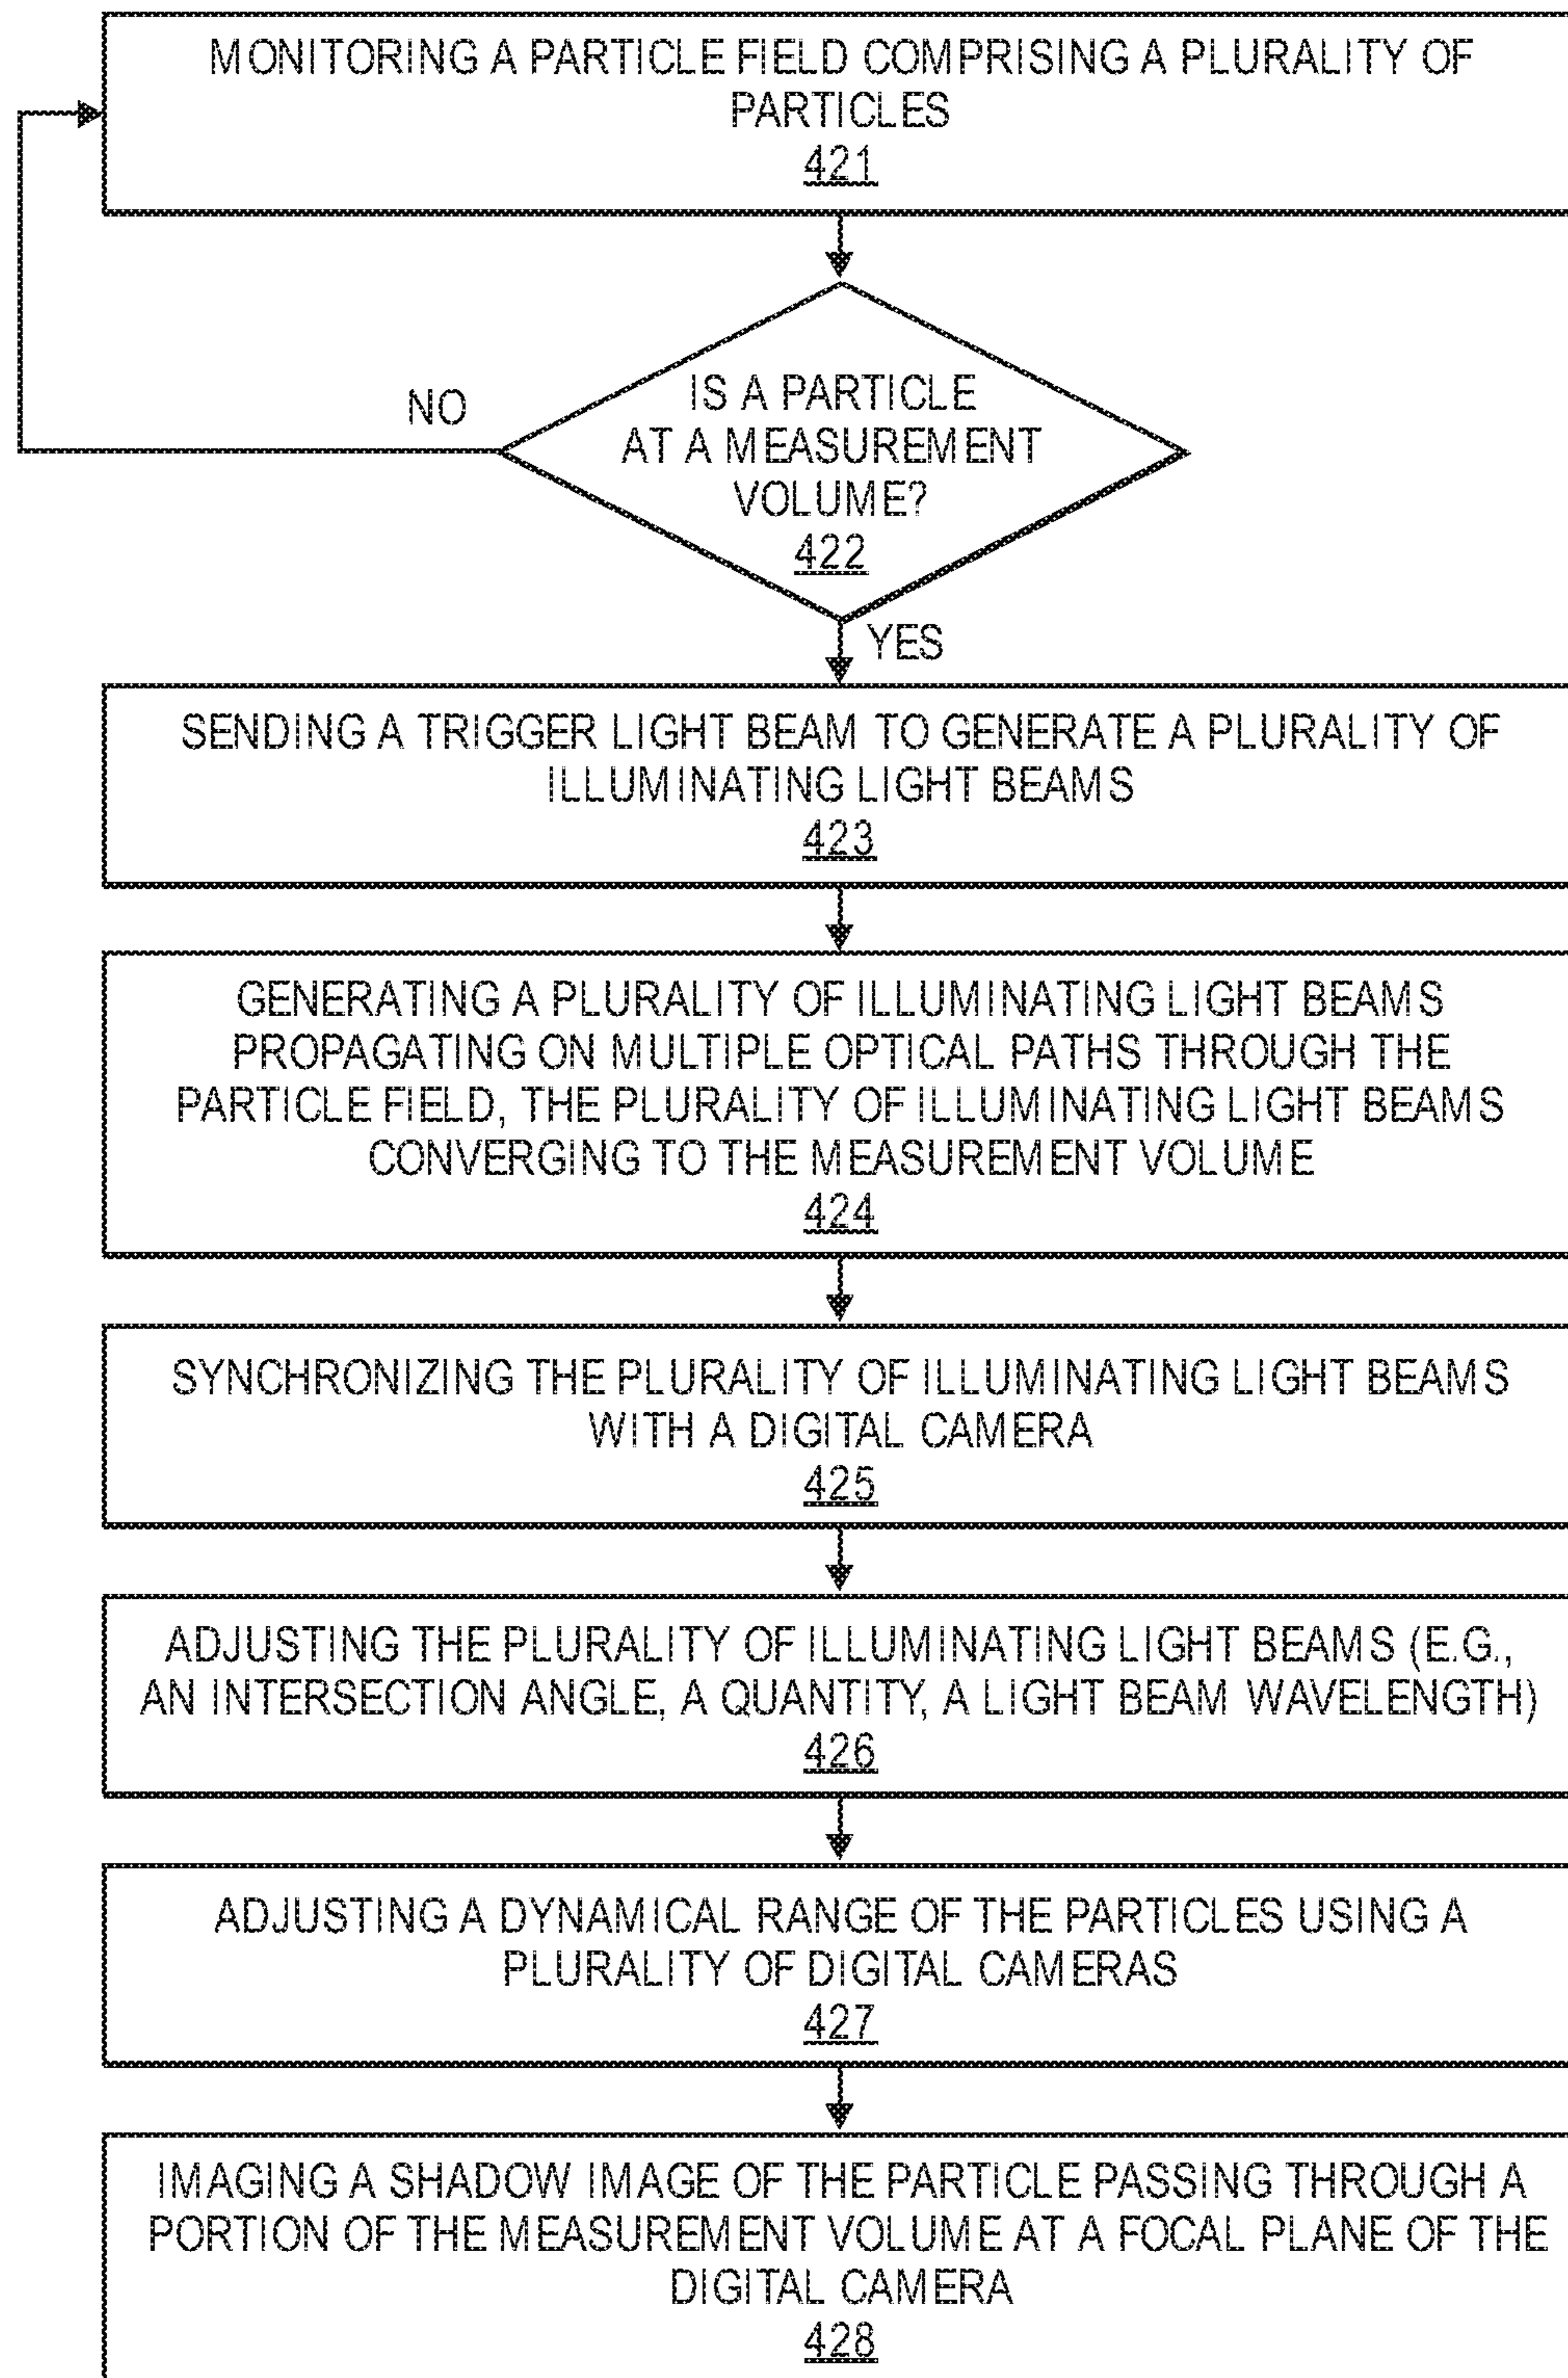 MONITORING A PARTICLE FIELD COMPRISING A PLURALITY OF
PARTICLES
421
IS A PARTICLE
AT A MEASUREMENT
VOLUME?
422
NO
YES
SENDING A TRIGGER LIGHT BEAM TO GENERATE A PLURALITY OF
ILLUMINATING LIGHT BEAMS
423
GENERATING A PLURALITY OF ILLUMINATING LIGHT BEAMS
PROPAGATING ON MULTIPLE OPTICAL PATHS THROUGH THE
PARTICLE FIELD, THE PLURALITY OF ILLUMINATING LIGHT BEAMS
CONVERGING TO THE MEASUREMENT VOLUME
424
SYNCHRONIZING THE PLURALITY OF ILLUMINATING LIGHT BEAMS
WITH A DIGITAL CAMERA
425
ADJUSTING THE PLURALITY OF ILLUMINATING LIGHT BEAMS (E.G.,
AN INTERSECTION ANGLE, A QUANTITY, A LIGHT BEAM WAVELENGTH)
426
ADJUSTING A DYNAMICAL RANGE OF THE PARTICLES USING A
PLURALITY OF DIGITAL CAMERAS
427
IMAGING A SHADOW IMAGE OF THE PARTICLE PASSING THROUGH A
PORTION OF THE MEASUREMENT VOLUME AT A FOCAL PLANE OF THE
DIGITAL CAMERA
428